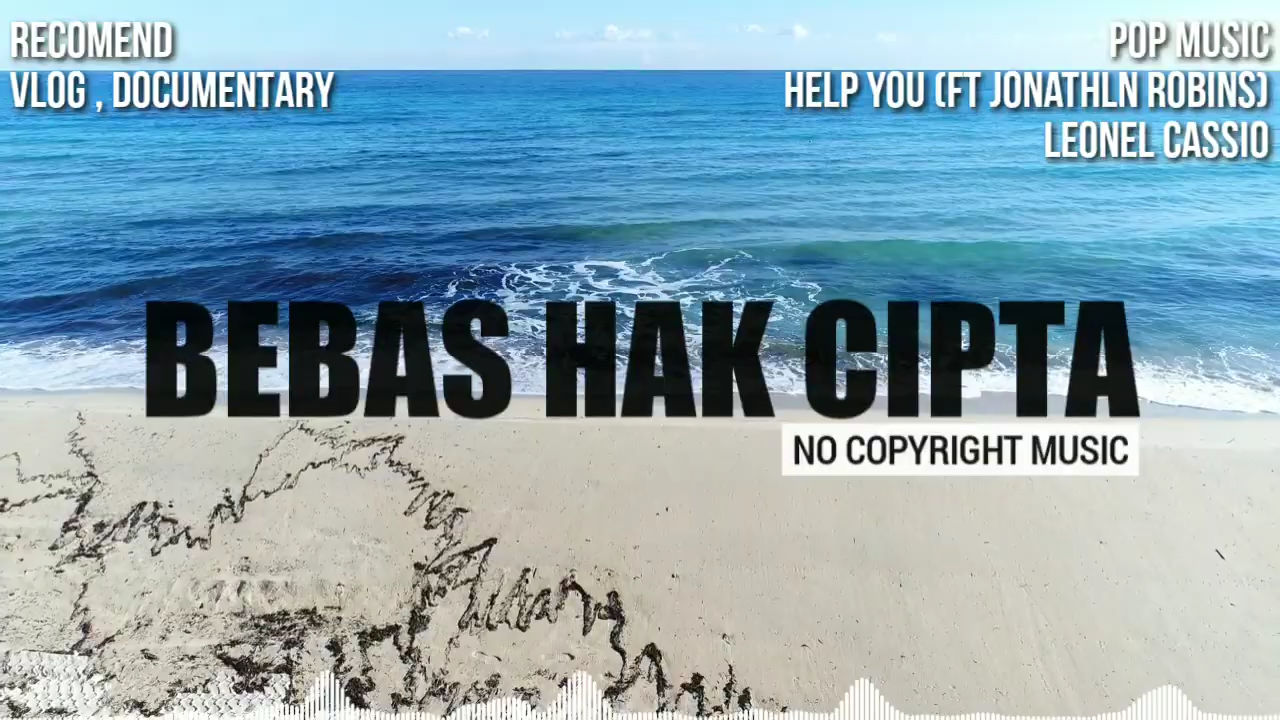 RECOMEND
VLOG , DOCUMENTARY
POP MUSIC
HELP YOU (FT JONATHLN ROBINS)
LEONEL CASSIO
BEBAS HAK CIPTA
NO COPYRIGHT MUSIC